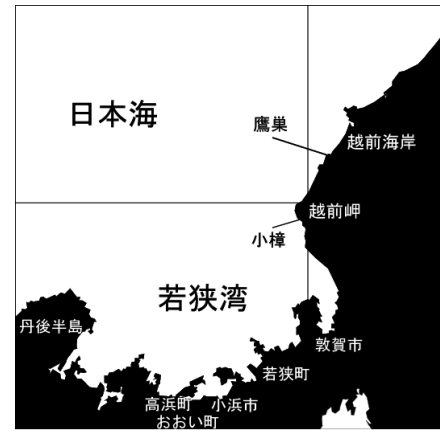 日本海
鷹巣
越前海岸
越前岬
小樟
若狭湾
丹後半島
敦賀市
若狭町
高浜町
小浜市
おおい町